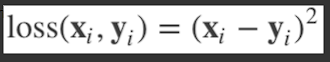 loss(𝐱ᵢ, 𝐲ᵢ) = (𝐱ᵢ − 𝐲ᵢ)²